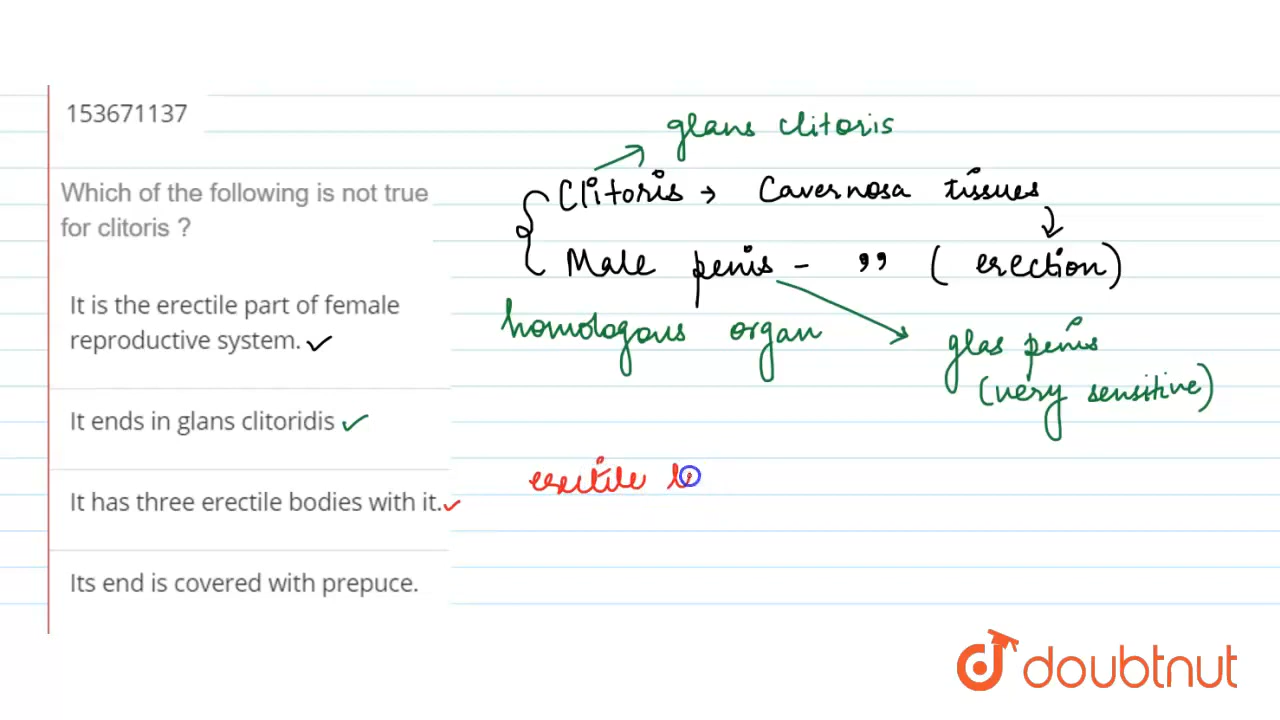 153671137
Which of the following is not true
for clitoris ?
It is the erectile part of female
reproductive system.
It ends in glans clitoridis
It has three erectile bodies with it.
Its end is covered with prepuce.
glans clitoris
Clitoris → Cavernosa tissues
Male penis - " ( erection)
homologous organ
glas penis
(very sensitive)
erectile
doubtnut